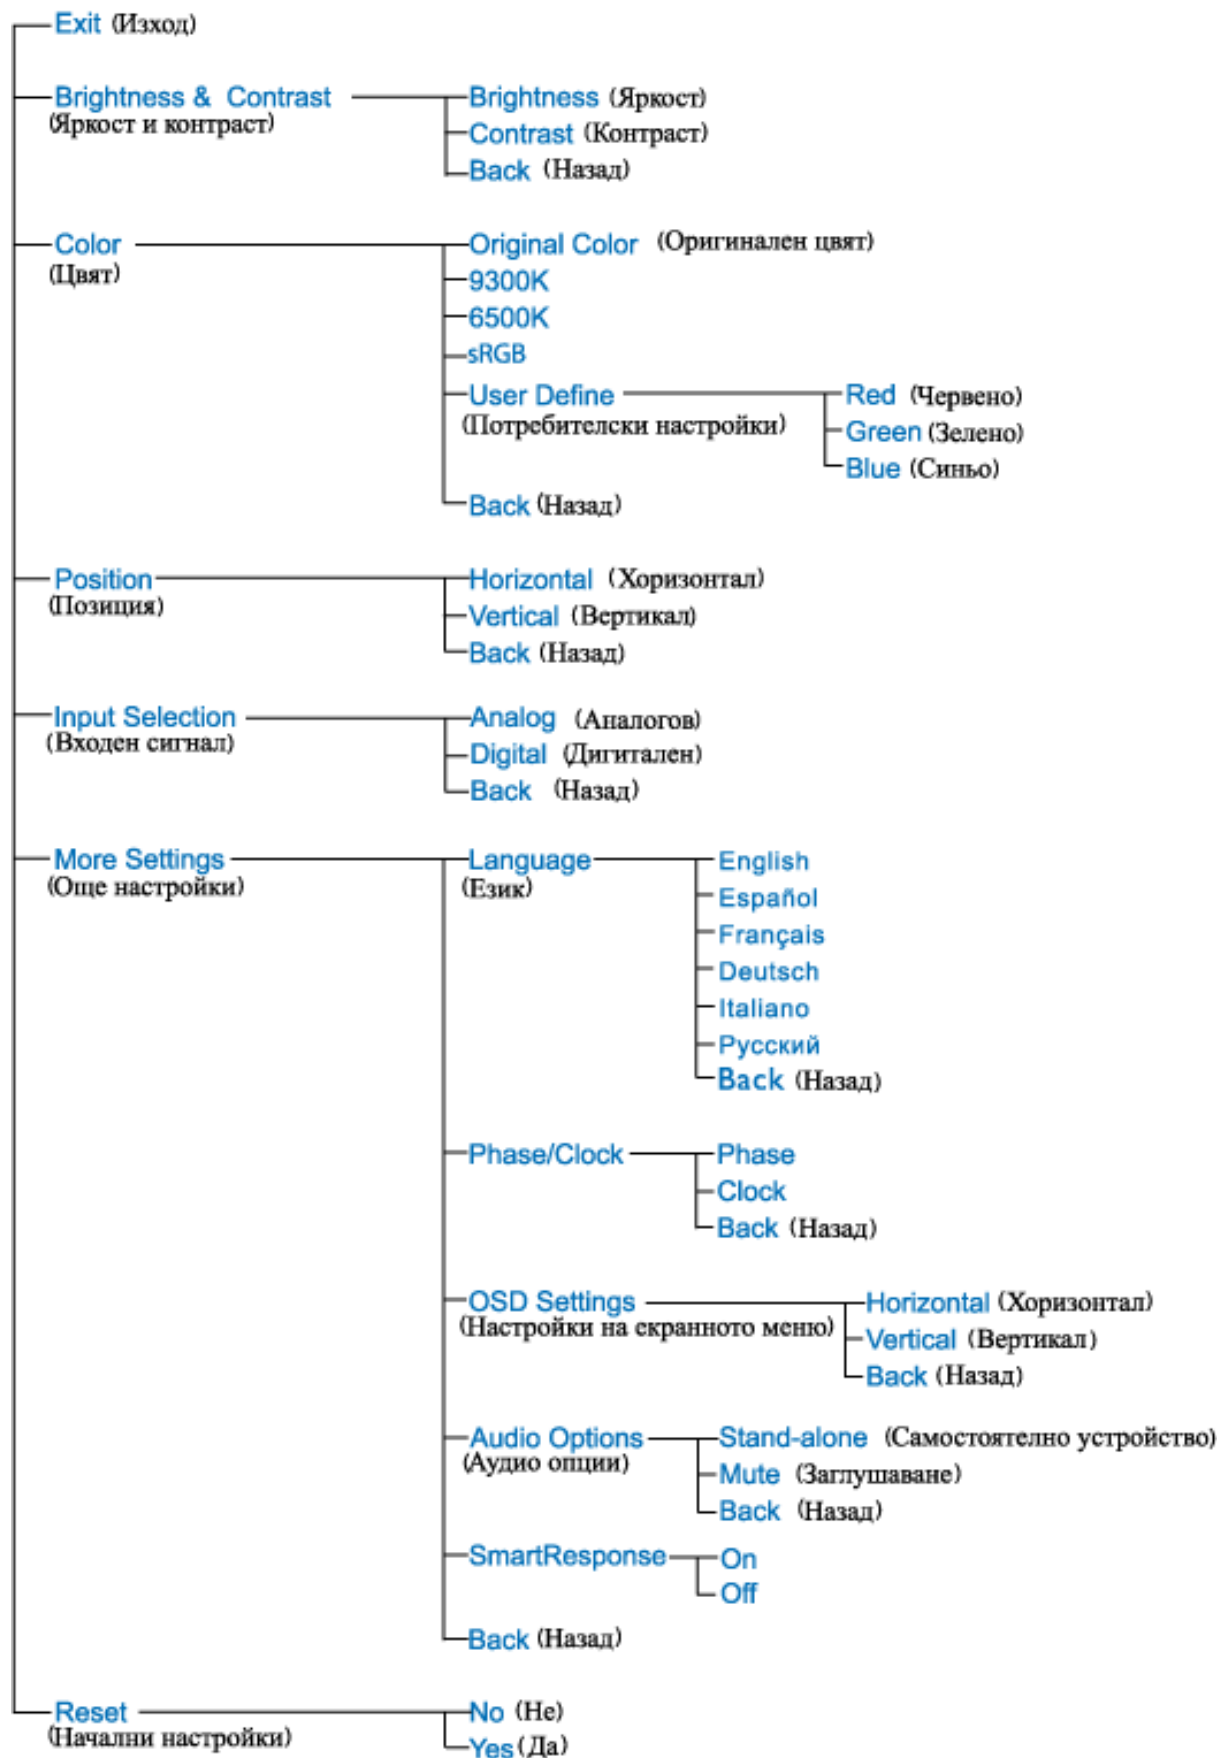 Exit (Изход)
Brightness & Contrast
(Яркост и контраст)
Brightness (Яркост)
Contrast (Контраст)
Back (Назад)
Color
(Цвят)
Original Color (Оригинален цвят)
9300K
6500K
sRGB
User Define
(Потребителски настройки)
Red (Червено)
Green (Зелено)
Blue (Синьо)
Back (Назад)
Position
(Позиция)
Horizontal (Хоризонтал)
Vertical (Вертикал)
Back (Назад)
Input Selection
(Входен сигнал)
Analog (Аналогов)
Digital (Дигитален)
Back (Назад)
More Settings
(Още настройки)
Language
(Език)
English
Español
Français
Deutsch
Italiano
Русский
Back (Назад)
Phase/Clock
Phase
Clock
Back (Назад)
OSD Settings
(Настройки на екранното меню)
Horizontal (Хоризонтал)
Vertical (Вертикал)
Back (Назад)
Audio Options
(Аудио опции)
Stand-alone (Самостоятелно устройство)
Mute (Заглушаване)
Back (Назад)
SmartResponse
On
Off
Back (Назад)
Reset
(Начални настройки)
No (Не)
Yes (Да)